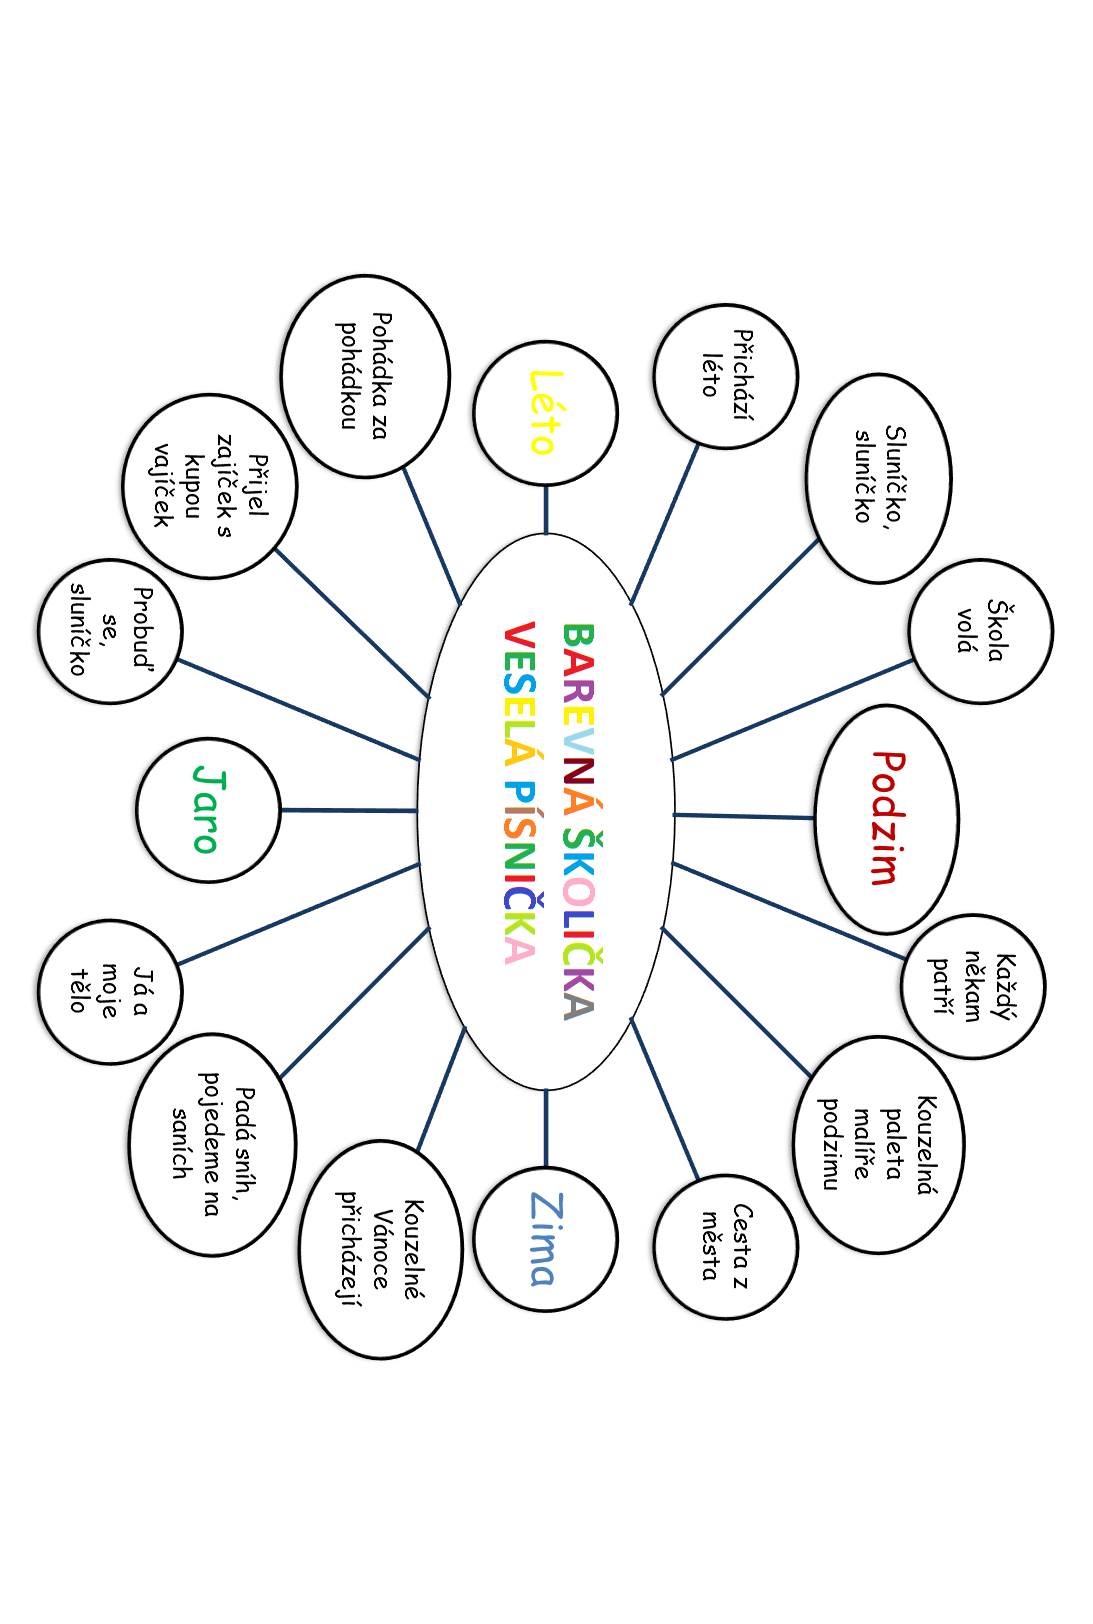 Škola
volá
Podzim
Každý
někam
patří
Sluníčko,
sluníčko
Kouzelná
paleta
malíře
podzimu
Přichází
léto
Cesta z
města
Léto
BAREVNÁ ŠKOLIČKA
VESELÁ PÍSNIČKA
Zima
Pohádka za
pohádkou
Kouzelné
Vánoce
přicházejí
Přijel
zajíček s
kupou
vajíček
Jaro
Padá sníh,
pojedeme na
saních
Probuď
se,
sluníčko
Já a
moje
tělo